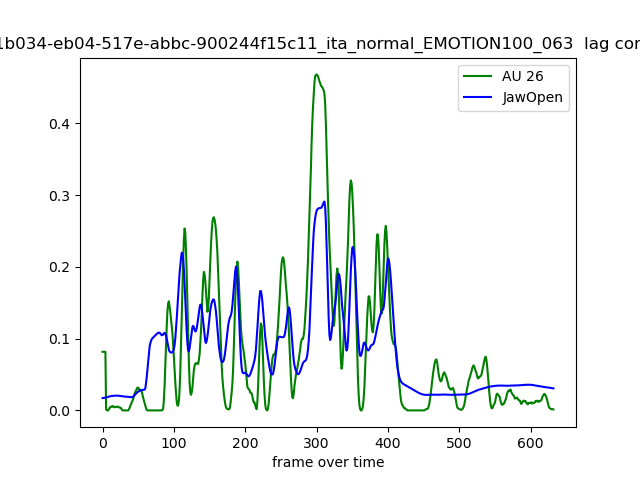 1b034-eb04-517e-abbc-900244f15c11_ita_normal_EMOTION100_063 lag cor
AU 26
JawOpen
0.4
0.3
0.2
0.1
0.0
0 100 200 300 400 500 600
frame over time